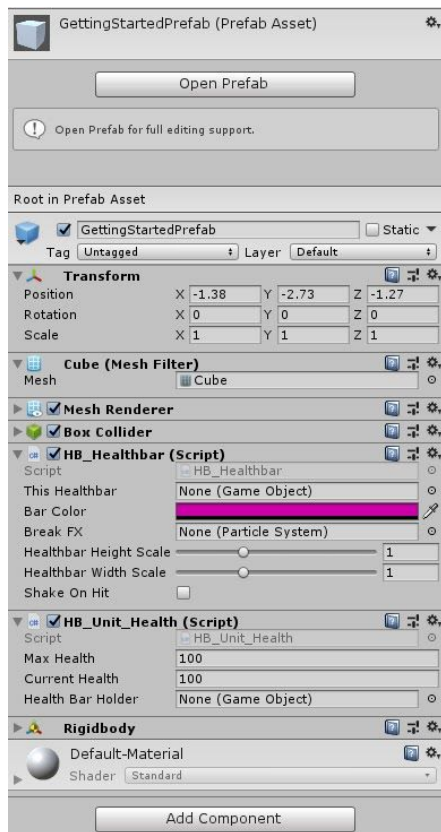 GettingStartedPrefab (Prefab Asset)
Open Prefab
Open Prefab for full editing support.
Root in Prefab Asset
GettingStartedPrefab Static
Tag Untagged Layer Default
Transform
Position X -1.38 Y -2.73 Z -1.27
Rotation X 0 Y 0 Z 0
Scale X 1 Y 1 Z 1
Cube (Mesh Filter)
Mesh Cube
Mesh Renderer
Box Collider
HB_Healthbar (Script)
Script HB_Healthbar
This Healthbar None (Game Object)
Bar Color
Break FX None (Particle System)
Healthbar Height Scale 1
Healthbar Width Scale 1
Shake On Hit
HB_Unit_Health (Script)
Script HB_Unit_Health
Max Health 100
Current Health 100
Health Bar Holder None (Game Object)
Rigidbody
Default-Material
Shader Standard
Add Component